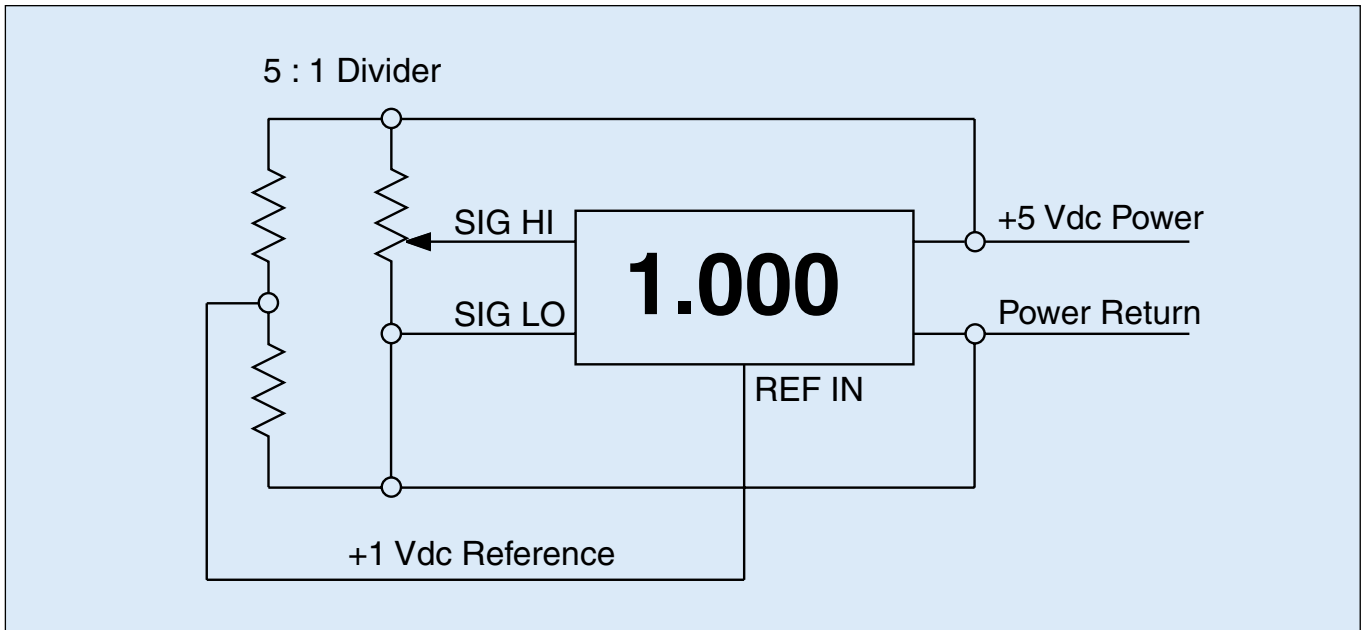 5 : 1 Divider
SIG HI
+5 Vdc Power
1.000
SIG LO
Power Return
REF IN
+1 Vdc Reference